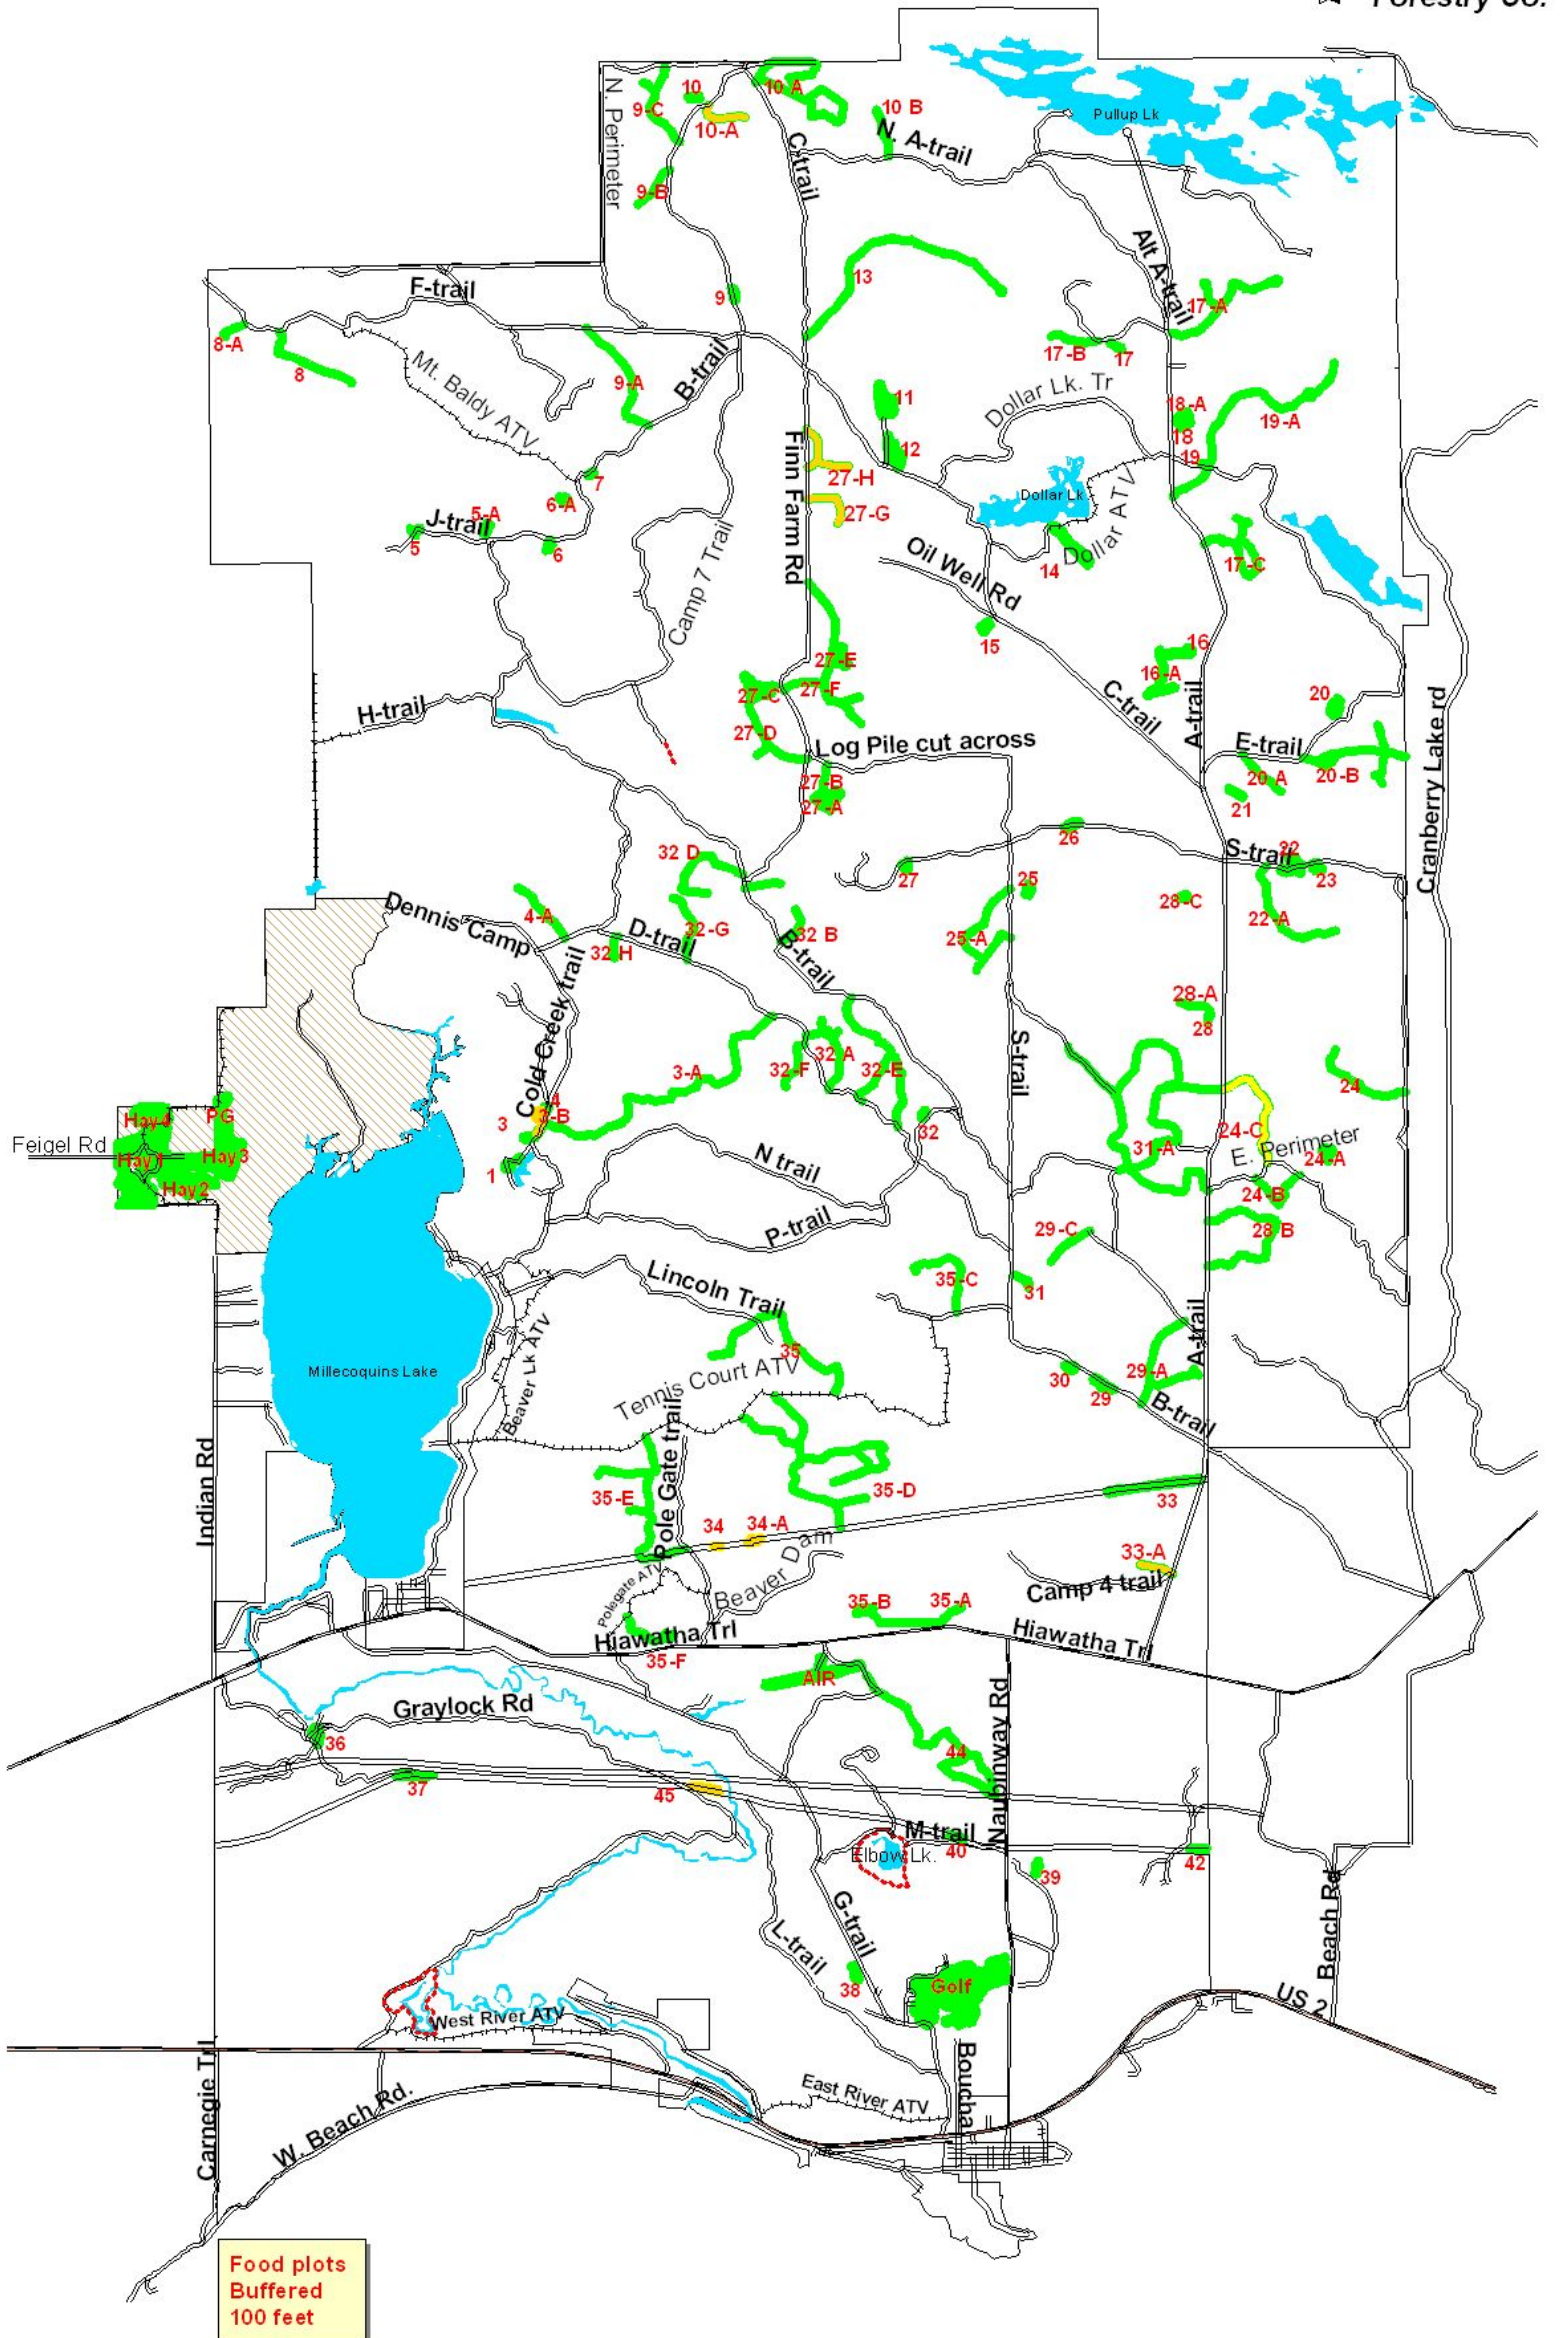 Forestry Co.
Pullup Lk
N. Perimeter
9-C
10
10-A
10 A
10 B
N. A-trail
C-trail
9-B
F-trail
9
13
Alt A-trail
17-A
8-A
8
Mt. Baldy ATV
9-A
B-trail
17-B
17
11
Dollar Lk. Tr
18-A
18
19-A
12
19
Finn Farm Rd
27-H
27-G
Dollar Lk
Dollar ATV
7
6-A
5-A
J-trail
5
6
Camp 7 Trail
Oil Well Rd
14
17-C
15
16
16-A
27-E
27-F
27-C
27-D
H-trail
C-trail
A-trail
20
Log Pile cut across
E-trail
20 A
20-B
21
27-B
27-A
Cranberry Lake rd
26
S-trail
22
23
27
25
28-C
22-A
32 D
4-A
Dennis Camp
32-G
D-trail
32 H
32 B
B-trail
25-A
28-A
28
Cold Creek trail
S-trail
3-A
32-F
32 A
32-E
24
4
3-B
3
32
31-A
24-C
E. Perimeter
24-A
24-B
28 B
Feigel Rd
Hay4
PG
Hay1
Hay3
Hay2
1
N trail
P-trail
29-C
35-C
31
Lincoln Trail
35
Millecoquins Lake
Beaver Lk ATV
Tennis Court ATV
A-trail
30
29
29-A
B-trail
Indian Rd
Pole Gate trail
35-E
35-D
33
34
34-A
Beaver Dam
33-A
Camp 4 trail
Polegate ATV
35-B
35-A
Hiawatha Trl
Hiawatha Trl
35-F
AIR
Graylock Rd
36
44
Naubinway Rd
37
45
M-trail
40
Elbow Lk.
42
39
Beach Rd
G-trail
L-trail
38
Golf
US 2
West River ATV
East River ATV
Boucha
Carnegie Trl
W. Beach Rd.
Food plots
Buffered
100 feet